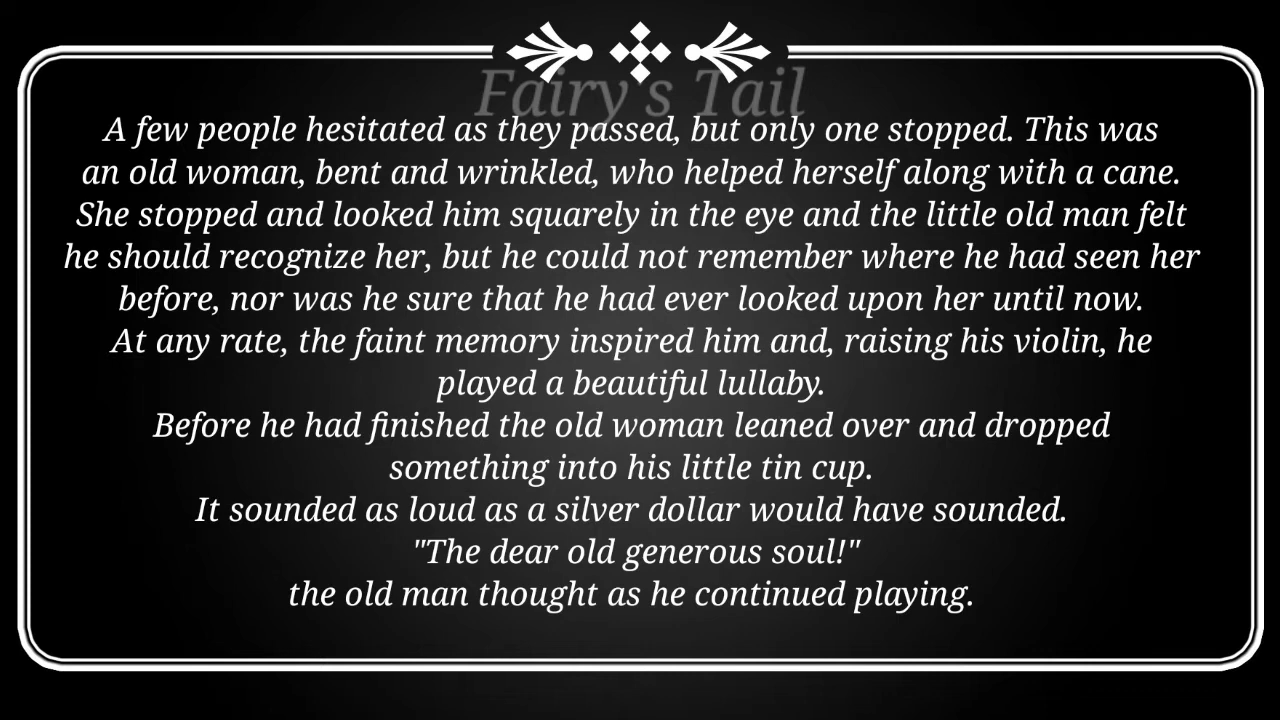 Fairy's Tail
A few people hesitated as they passed, but only one stopped. This was
an old woman, bent and wrinkled, who helped herself along with a cane.
She stopped and looked him squarely in the eye and the little old man felt
he should recognize her, but he could not remember where he had seen her
before, nor was he sure that he had ever looked upon her until now.
At any rate, the faint memory inspired him and, raising his violin, he
played a beautiful lullaby.
Before he had finished the old woman leaned over and dropped
something into his little tin cup.
It sounded as loud as a silver dollar would have sounded.
"The dear old generous soul!"
the old man thought as he continued playing.